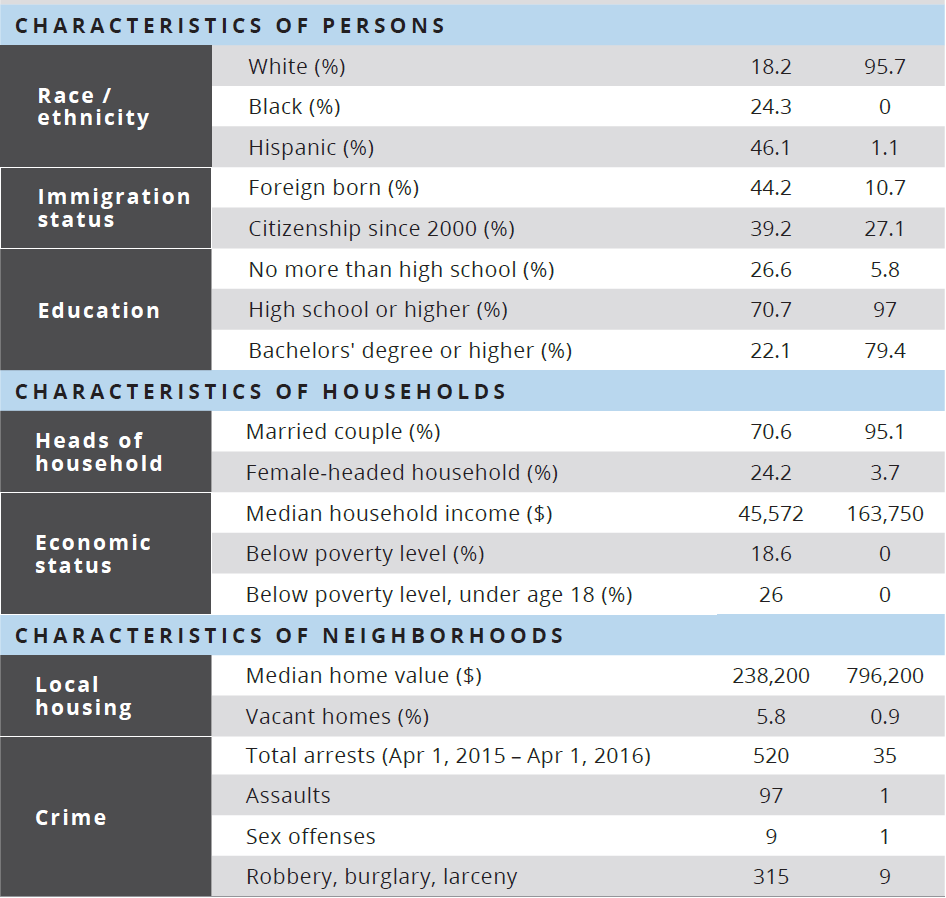 CHARACTERISTICS OF PERSONS
Race /
ethnicity
White (%) 18.2 95.7
Black (%) 24.3 0
Hispanic (%) 46.1 1.1
Immigration
status
Foreign born (%) 44.2 10.7
Citizenship since 2000 (%) 39.2 27.1
Education
No more than high school (%) 26.6 5.8
High school or higher (%) 70.7 97
Bachelors' degree or higher (%) 22.1 79.4
CHARACTERISTICS OF HOUSEHOLDS
Heads of
household
Married couple (%) 70.6 95.1
Female-headed household (%) 24.2 3.7
Economic
status
Median household income ($) 45,572 163,750
Below poverty level (%) 18.6 0
Below poverty level, under age 18 (%) 26 0
CHARACTERISTICS OF NEIGHBORHOODS
Local
housing
Median home value ($) 238,200 796,200
Vacant homes (%) 5.8 0.9
Crime
Total arrests (Apr 1, 2015 – Apr 1, 2016) 520 35
Assaults 97 1
Sex offenses 9 1
Robbery, burglary, larceny 315 9